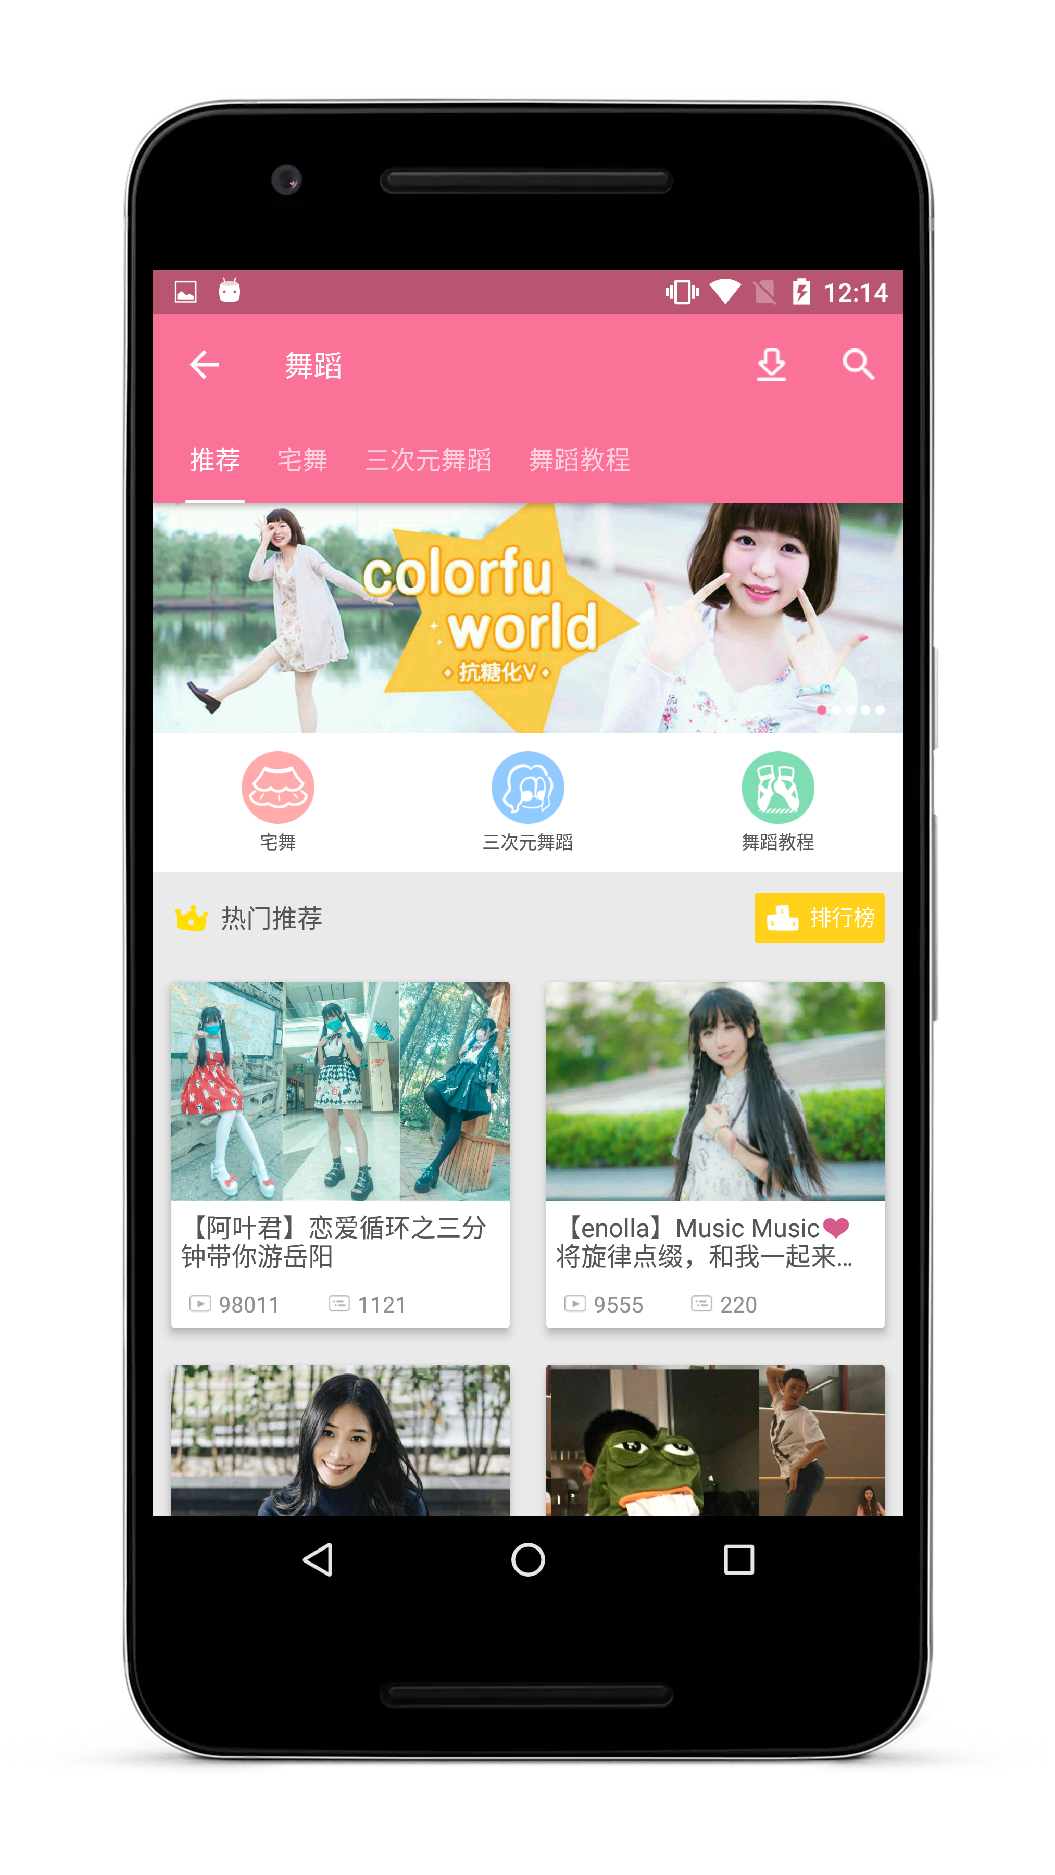 12:14
舞蹈
推荐 宅舞 三次元舞蹈 舞蹈教程
colorfu
world
抗糖化V
宅舞 三次元舞蹈 舞蹈教程
热门推荐 排行榜
【阿叶君】恋爱循环之三分
钟带你游岳阳
98011 1121
【enolla】Music Music❤
将旋律点缀，和我一起来...
9555 220